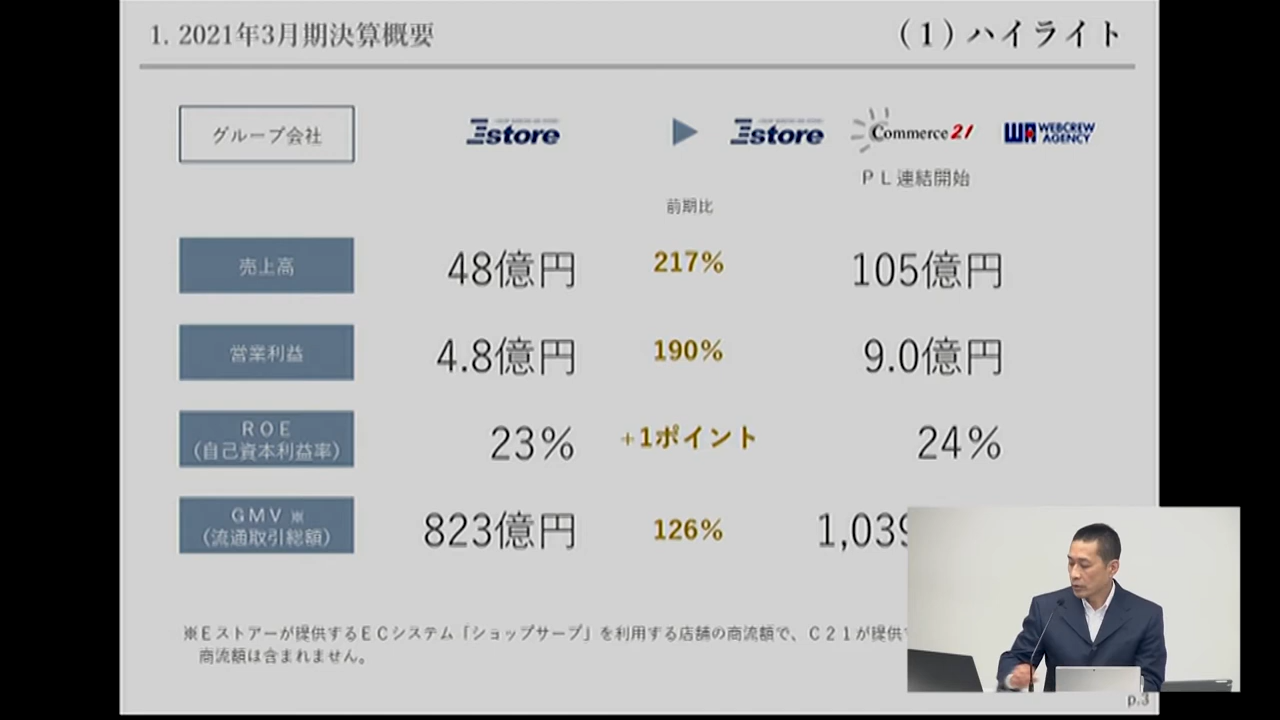 1. 2021年3月期決算概要
（１）ハイライト
グループ会社
Estore
Estore
Commerce21
WEBCREW AGENCY
ＰＬ連結開始
前期比
売上高
48億円
217%
105億円
営業利益
4.8億円
190%
9.0億円
ＲＯＥ
（自己資本利益率）
23%
+1ポイント
24%
ＧＭＶ ※
（流通取引総額）
823億円
126%
1,039
※Ｅストアーが提供するＥＣシステム「ショップサーブ」を利用する店舗の商流額で、Ｃ２１が提供
商流額は含まれません。
p.3